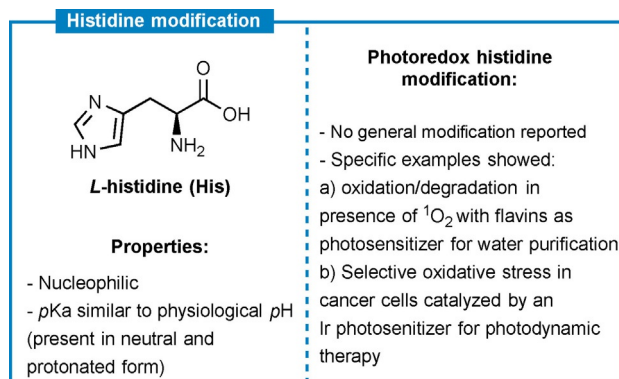 Histidine modification
N
HN
O
OH
NH₂
L-histidine (His)
Properties:
- Nucleophilic
- pKa similar to physiological pH
(present in neutral and
protonated form)
Photoredox histidine
modification:
- No general modification reported
- Specific examples showed:
a) oxidation/degradation in
presence of ¹O₂ with flavins as
photosensitizer for water purification
b) Selective oxidative stress in
cancer cells catalyzed by an
Ir photosenitizer for photodynamic
therapy